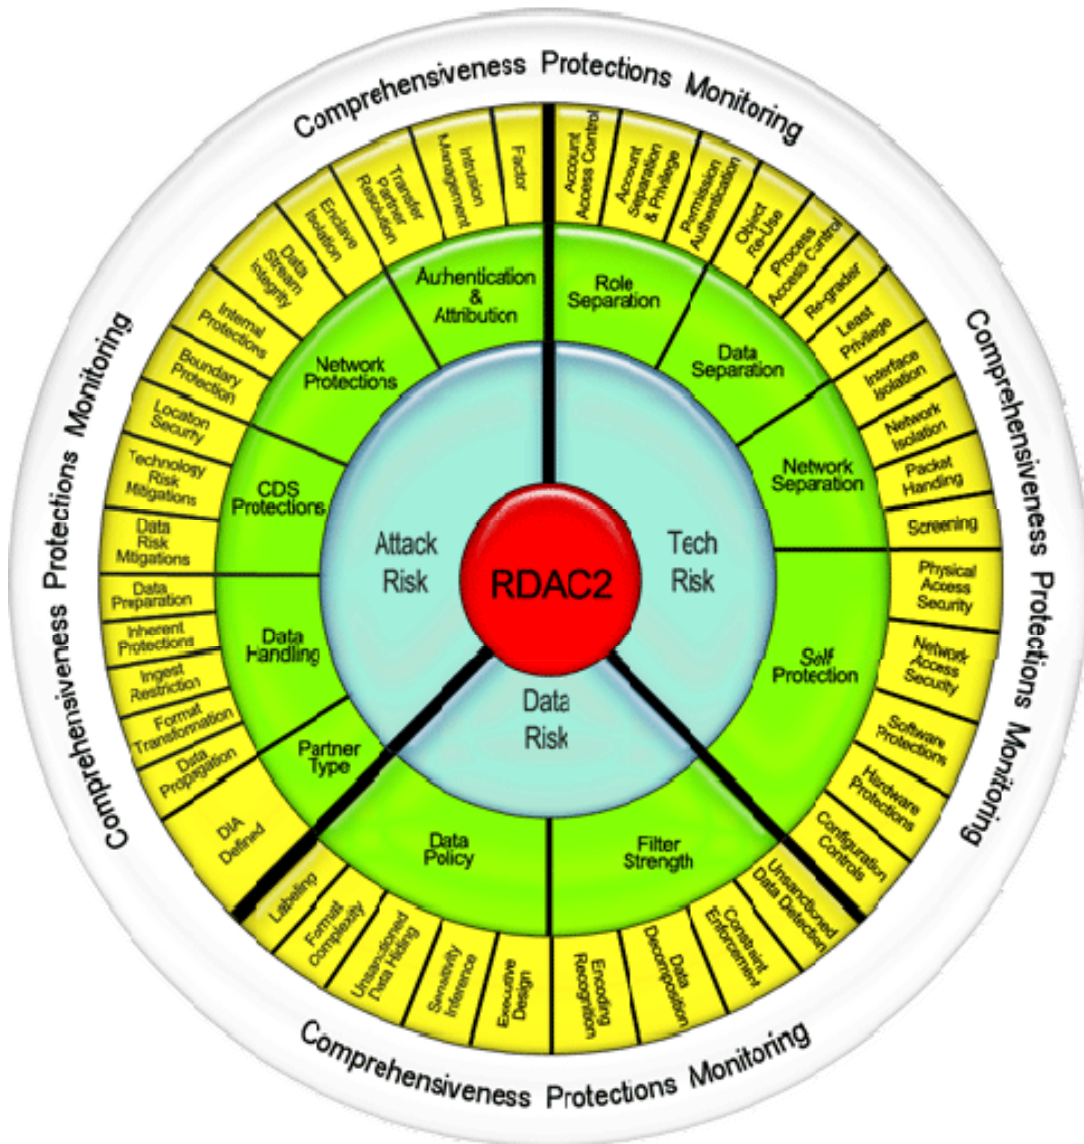 Comprehensiveness Protections Monitoring
Comprehensiveness Protections Monitoring
Comprehensiveness Protections Monitoring
Comprehensiveness Protections Monitoring
RDAC2
Attack
Risk
Tech
Risk
Data
Risk
Role
Separation
Data
Separation
Network
Separation
Self
Protection
Filter
Strength
Data
Policy
Partner
Type
Data
Handling
CDS
Protections
Network
Protections
Authentication
&
Attribution
Account
Access Control
Account
Separation
& Privilege
Permission
Authentication
Object
Re-Use
Process
Access Control
Re-grader
Least
Privilege
Interface
Isolation
Network
Isolation
Packet
Handing
Screening
Physical
Access
Security
Network
Access
Security
Software
Protections
Hardware
Protections
Configuration
Controls
Unsanctioned
Data Detection
Constraint
Enforcement
Data
Decomposition
Encoding
Recognition
Executive
Design
Sensitivity
Inference
Unsanctioned
Data Hiding
Format
Complexity
Labeling
DIA
Defined
Data
Propagation
Format
Transformation
Ingest
Restriction
Inherent
Protections
Data
Preparation
Data
Risk
Mitigations
Technology
Risk
Mitigations
Location
Security
Boundary
Protection
Internal
Protections
Data
Stream
Integrity
Enclave
Isolation
Transfer
Partner
Resolution
Intrusion
Management
Factor